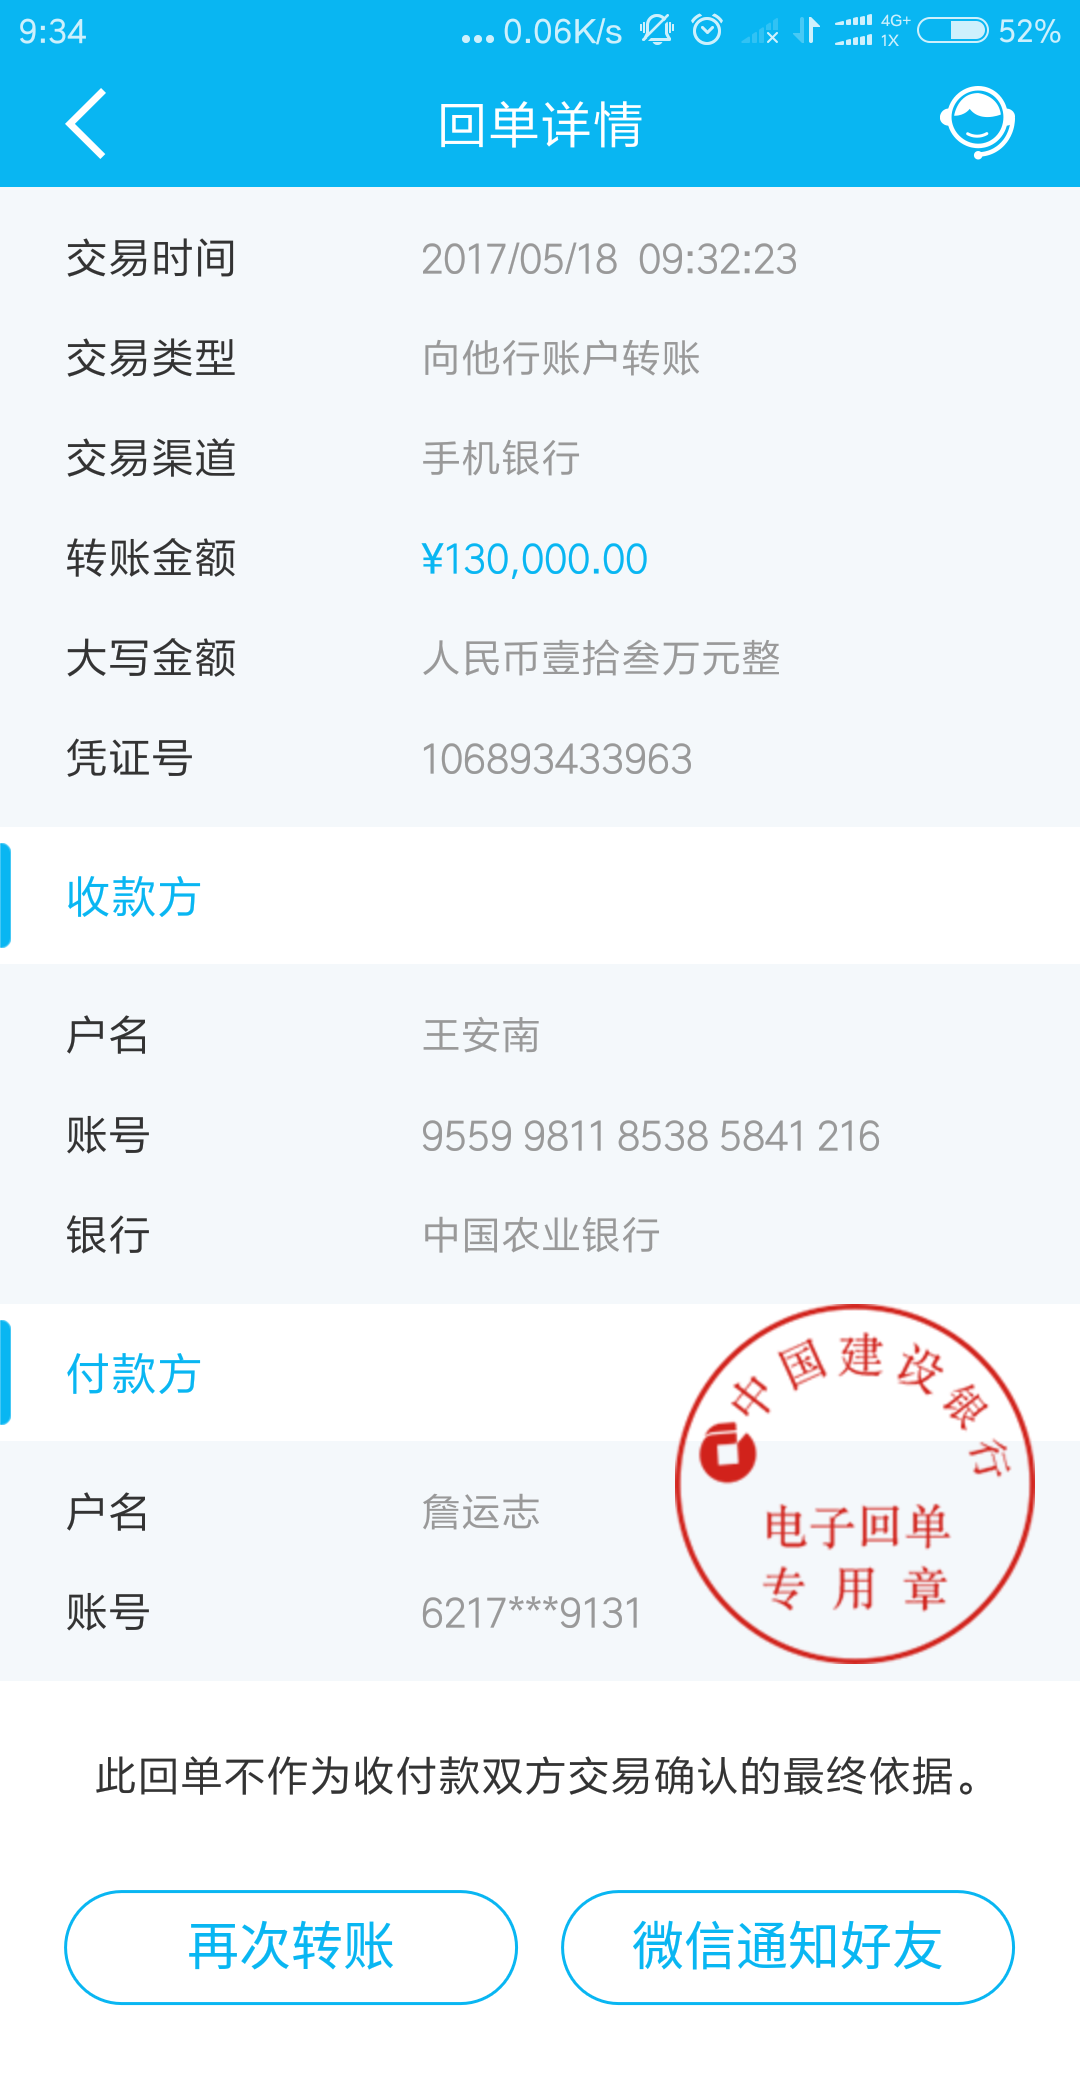 9:34 ... 0.06K/s 4G+ 1X 52%
回单详情
交易时间 2017/05/18 09:32:23
交易类型 向他行账户转账
交易渠道 手机银行
转账金额 ¥130,000.00
大写金额 人民币壹拾叁万元整
凭证号 106893433963
收款方
户名 王安南
账号 9559 9811 8538 5841 216
银行 中国农业银行
付款方
户名 詹运志
账号 6217***9131
中国建设银行
电子回单
专用章
此回单不作为收付款双方交易确认的最终依据。
再次转账 微信通知好友